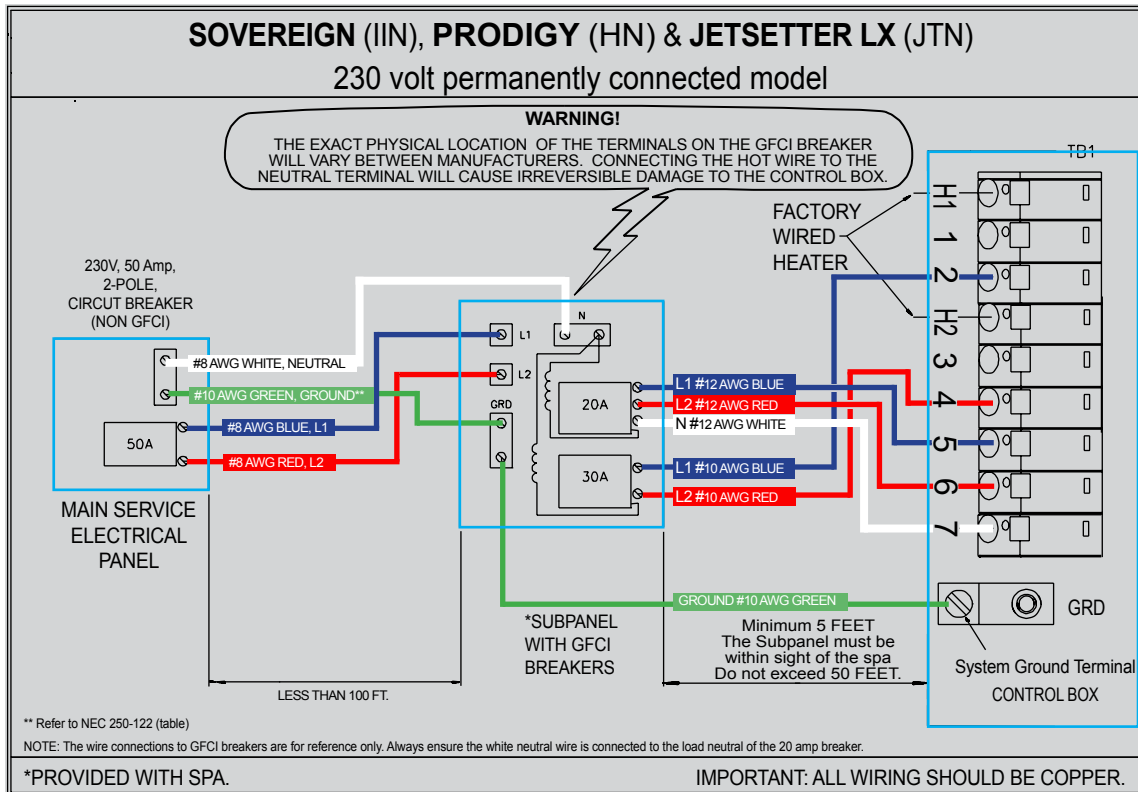 SOVEREIGN (IIN), PRODIGY (HN) & JETSETTER LX (JTN)
230 volt permanently connected model
WARNING!
THE EXACT PHYSICAL LOCATION OF THE TERMINALS ON THE GFCI BREAKER
WILL VARY BETWEEN MANUFACTURERS. CONNECTING THE HOT WIRE TO THE
NEUTRAL TERMINAL WILL CAUSE IRREVERSIBLE DAMAGE TO THE CONTROL BOX.
230V, 50 Amp,
2-POLE,
CIRCUT BREAKER
(NON GFCI)
#8 AWG WHITE, NEUTRAL
#10 AWG GREEN, GROUND**
#8 AWG BLUE, L1
#8 AWG RED, L2
50A
MAIN SERVICE
ELECTRICAL
PANEL
L1
N
L2
GRD
20A
30A
*SUBPANEL
WITH GFCI
BREAKERS
L1 #12 AWG BLUE
L2 #12 AWG RED
N #12 AWG WHITE
L1 #10 AWG BLUE
L2 #10 AWG RED
GROUND #10 AWG GREEN
FACTORY
WIRED
HEATER
TB1
H1
1
2
H2
3
4
5
6
7
GRD
System Ground Terminal
CONTROL BOX
Minimum 5 FEET
The Subpanel must be
within sight of the spa
Do not exceed 50 FEET.
LESS THAN 100 FT.
** Refer to NEC 250-122 (table)
NOTE: The wire connections to GFCI breakers are for reference only. Always ensure the white neutral wire is connected to the load neutral of the 20 amp breaker.
*PROVIDED WITH SPA.
IMPORTANT: ALL WIRING SHOULD BE COPPER.